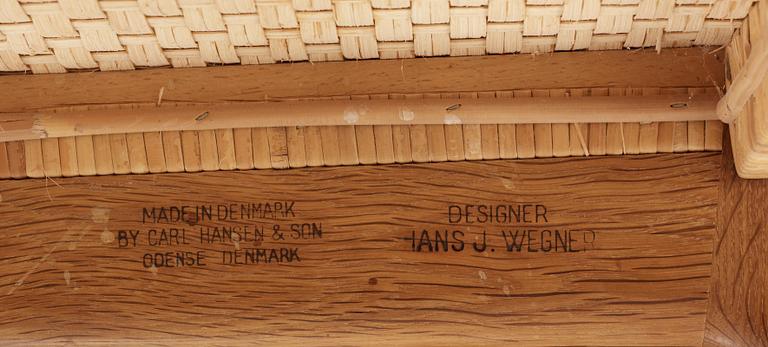 MADE IN DENMARK
BY CARL HANSEN & SON
ODENSE DENMARK
DESIGNER
HANS J. WEGNER